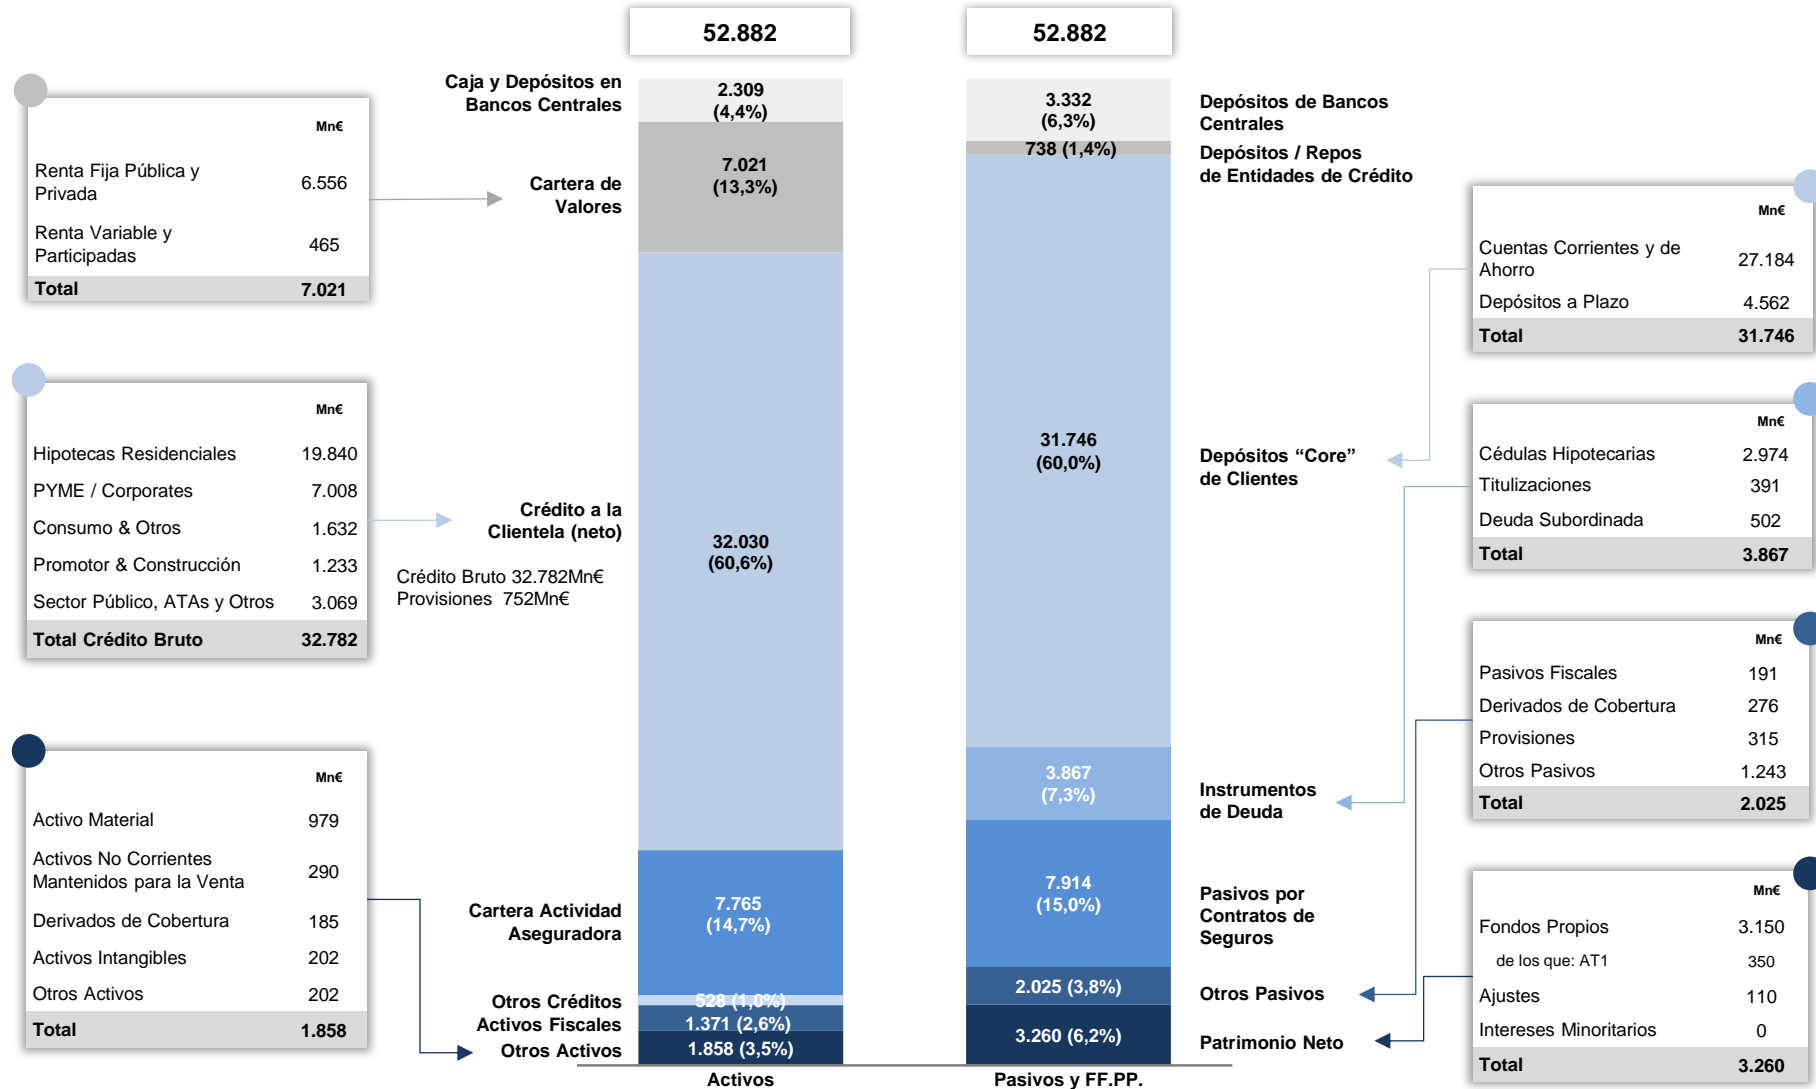 52.882
52.882
Mn€
Renta Fija Pública y
Privada
6.556
Renta Variable y
Participadas
465
Total 7.021
Mn€
Hipotecas Residenciales 19.840
PYME / Corporates 7.008
Consumo & Otros 1.632
Promotor & Construcción 1.233
Sector Público, ATAs y Otros 3.069
Total Crédito Bruto 32.782
Mn€
Activo Material 979
Activos No Corrientes
Mantenidos para la Venta
290
Derivados de Cobertura 185
Activos Intangibles 202
Otros Activos 202
Total 1.858
Caja y Depósitos en
Bancos Centrales
Cartera de
Valores
Crédito a la
Clientela (neto)
Crédito Bruto 32.782Mn€
Provisiones 752Mn€
Cartera Actividad
Aseguradora
Otros Créditos
Activos Fiscales
Otros Activos
2.309
(4,4%)
7.021
(13,3%)
32.030
(60,6%)
7.765
(14,7%)
528 (1,0%)
1.371 (2,6%)
1.858 (3,5%)
Activos
3.332
(6,3%)
738 (1,4%)
31.746
(60,0%)
3.867
(7,3%)
7.914
(15,0%)
2.025 (3,8%)
3.260 (6,2%)
Pasivos y FF.PP.
Depósitos de Bancos
Centrales
Depósitos / Repos
de Entidades de Crédito
Depósitos “Core”
de Clientes
Instrumentos
de Deuda
Pasivos por
Contratos de
Seguros
Otros Pasivos
Patrimonio Neto
Mn€
Cuentas Corrientes y de
Ahorro
27.184
Depósitos a Plazo 4.562
Total 31.746
Mn€
Cédulas Hipotecarias 2.974
Titulizaciones 391
Deuda Subordinada 502
Total 3.867
Mn€
Pasivos Fiscales 191
Derivados de Cobertura 276
Provisiones 315
Otros Pasivos 1.243
Total 2.025
Mn€
Fondos Propios 3.150
de los que: AT1 350
Ajustes 110
Intereses Minoritarios 0
Total 3.260